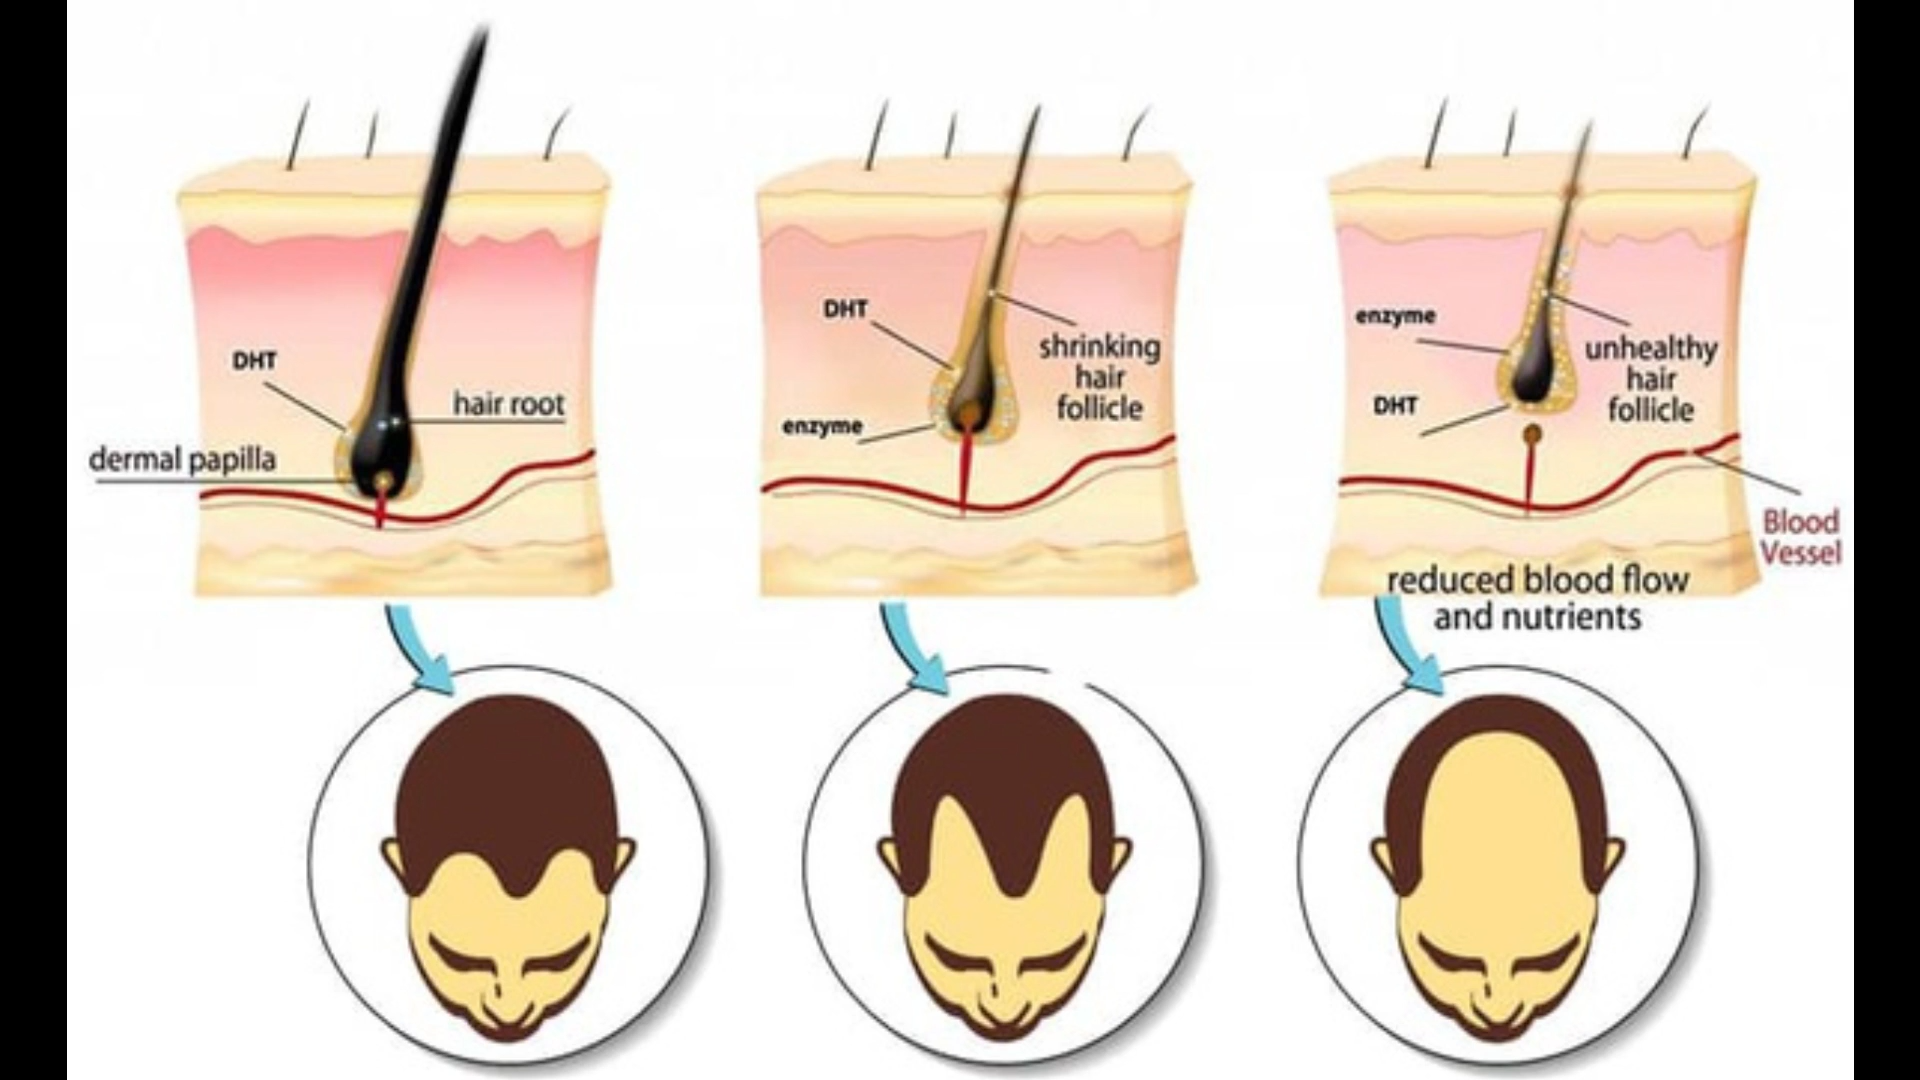 DHT
hair root
dermal papilla
DHT
shrinking
hair
follicle
enzyme
enzyme
unhealthy
hair
follicle
DHT
Blood
Vessel
reduced blood flow
and nutrients